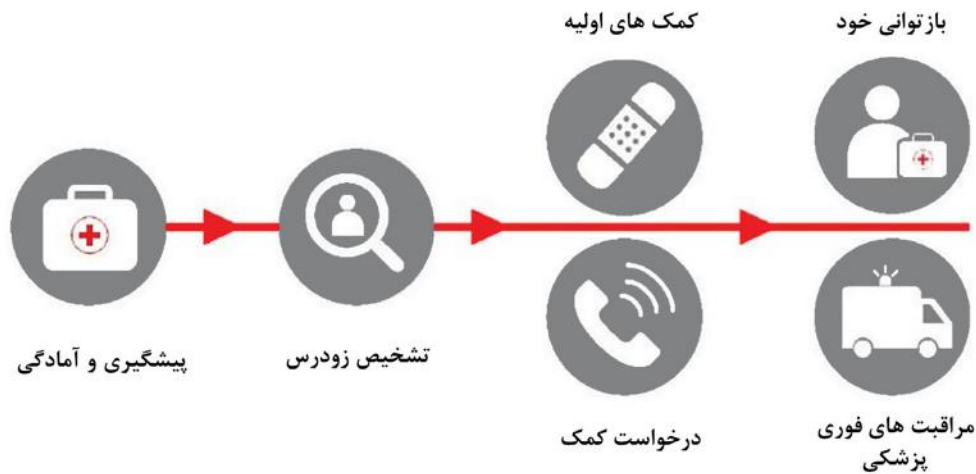 پیشگیری و آمادگی
تشخیص زودرس
کمک های اولیه
درخواست کمک
بازتوانی خود
مراقبت های فوری
پزشکی